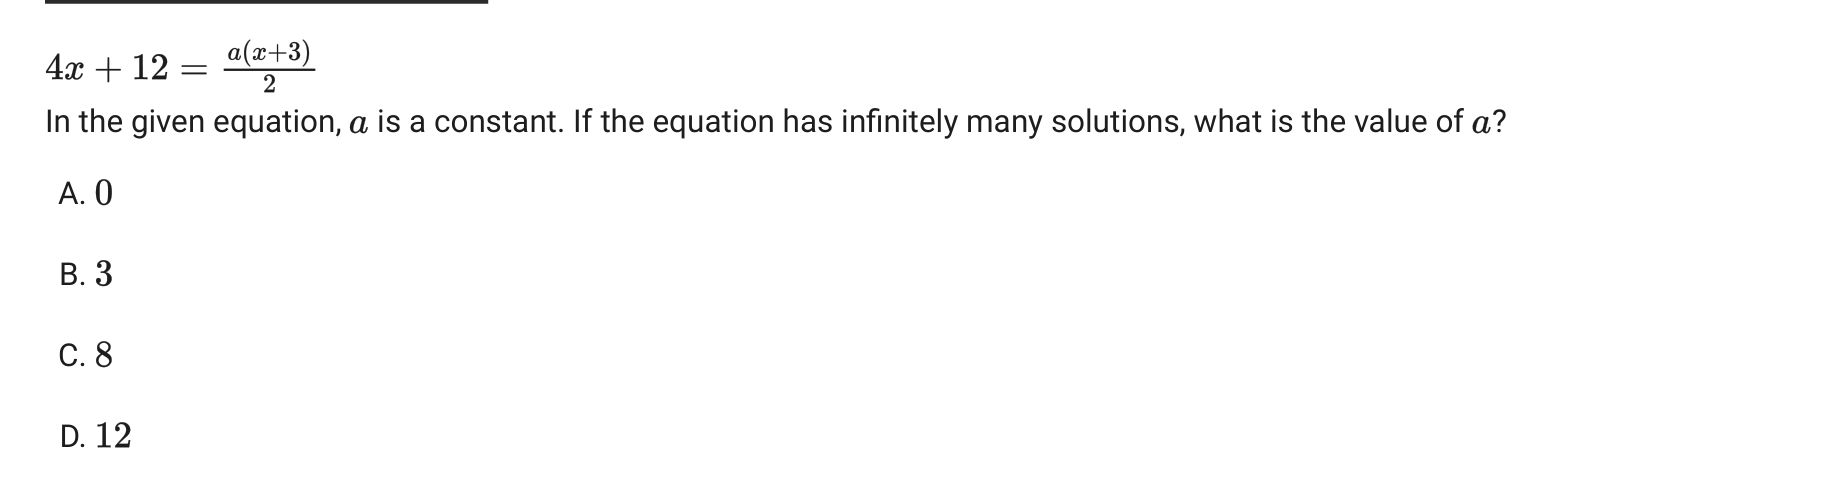 4x + 12 = \frac{a(x+3)}{2}
In the given equation, a is a constant. If the equation has infinitely many solutions, what is the value of a?
A. 0
B. 3
C. 8
D. 12